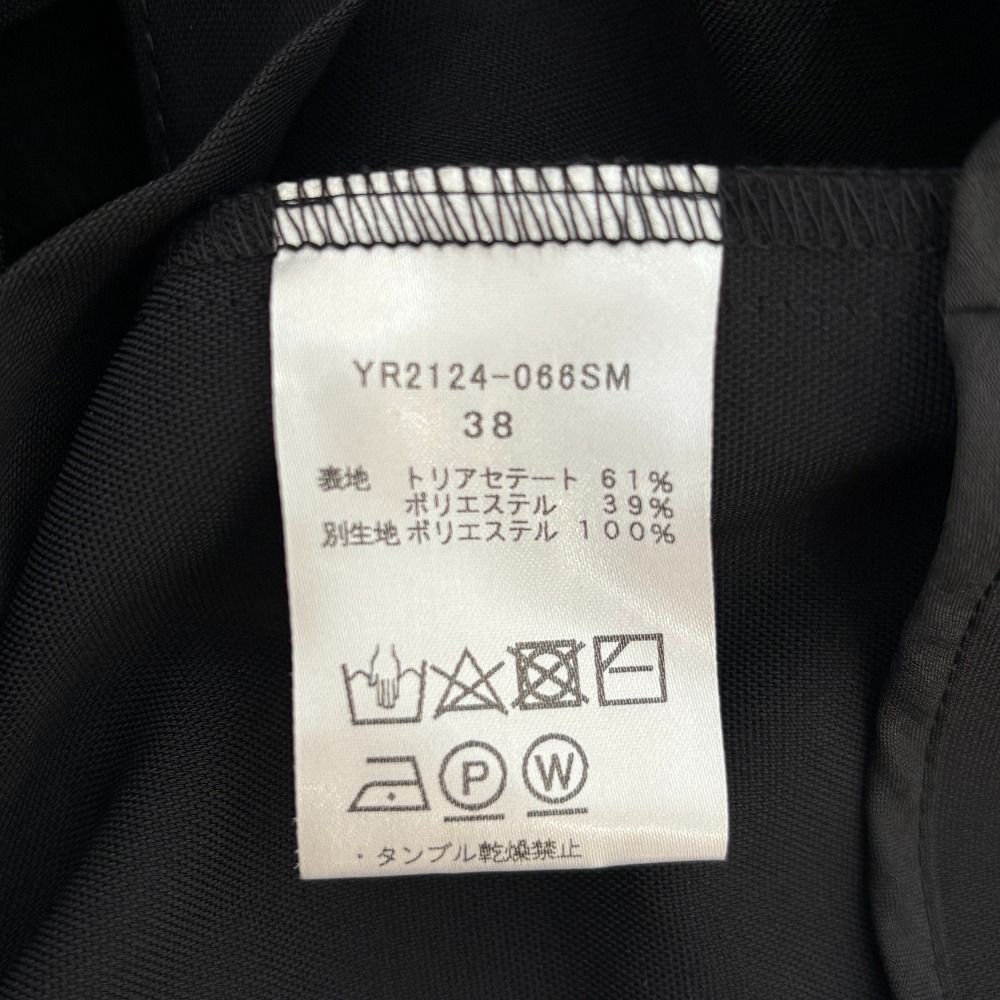 YR2124-066SM
38
表地 トリアセテート 61%
ポリエステル 39%
別生地 ポリエステル 100%
P W
・タンブル乾燥禁止